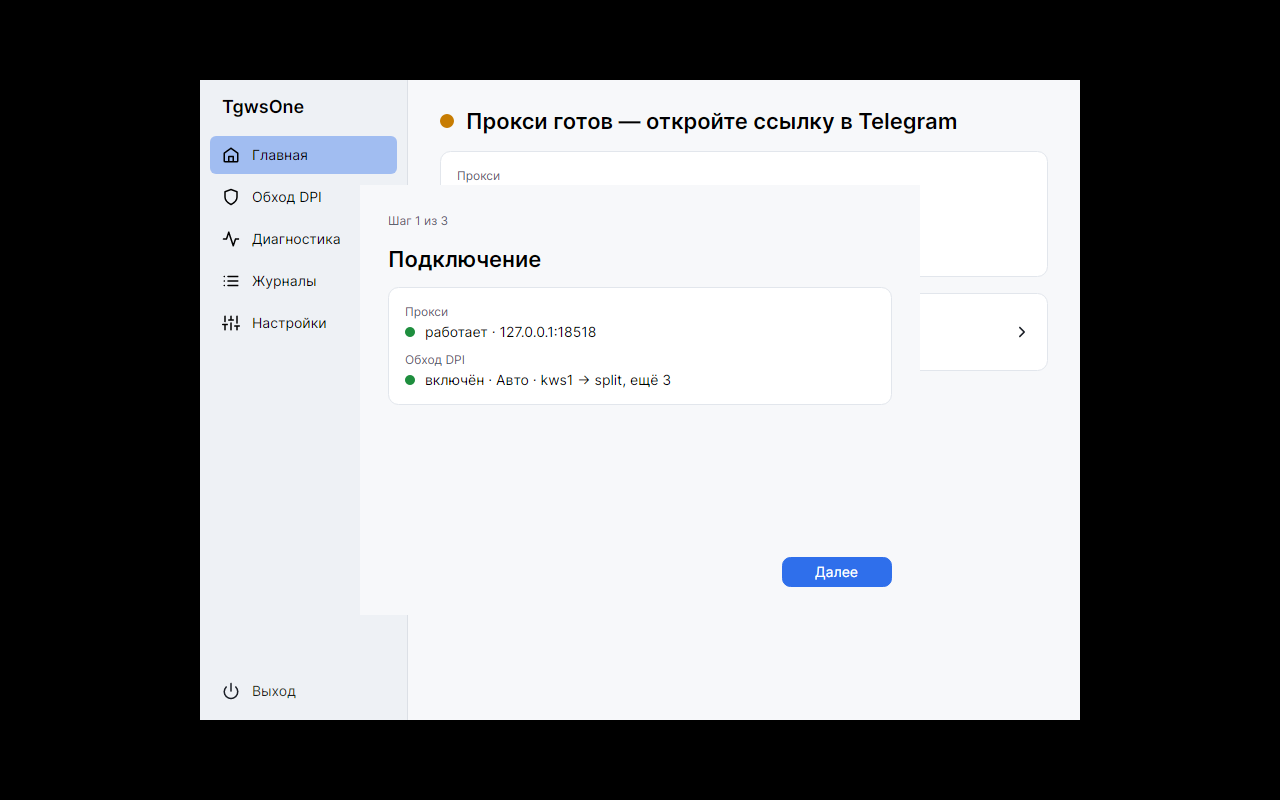 TgwsOne
Главная
Обход DPI
Диагностика
Журналы
Настройки
Выход
Прокси готов — откройте ссылку в Telegram
Прокси
Шаг 1 из 3
Подключение
Прокси
работает · 127.0.0.1:18518
Обход DPI
включён · Авто · kws1 → split, ещё 3
Далее